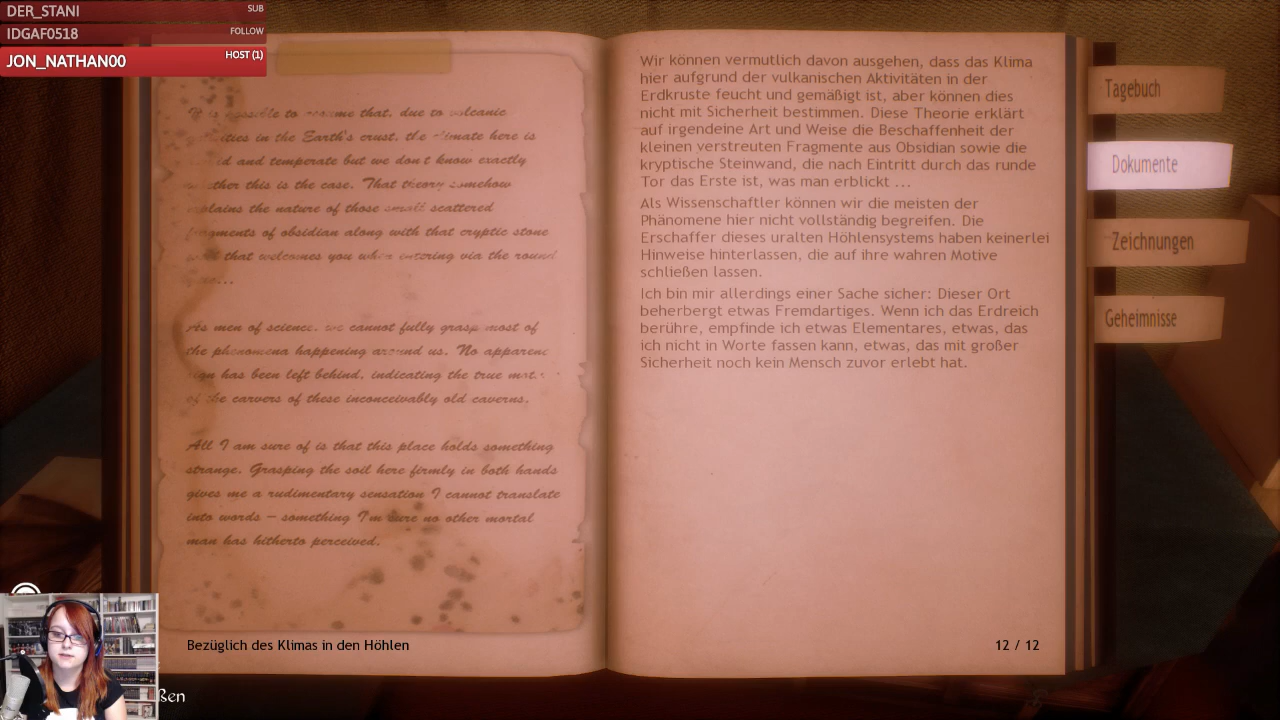 DER_STANI
SUB
IDGAF0518
FOLLOW
JON_NATHAN00
HOST (1)
It is to that, due to
in the Earth's crust, the here is
and temperate but we don't know exactly
this is the case. That theory somehow
the nature of those small scattered
of obsidian along with that cryptic stone
that welcomes you when entering via the round
As men of science, we cannot fully grasp most of
the phenomena happening around us. No
has been left behind, indicating the true
of the carvers of these inconceivably old caverns.
All I am sure of is that this place holds something
strange. Grasping the soil here firmly in both hands
gives me a rudimentary sensation I cannot translate
into words – something I'm sure no other mortal
man has hitherto perceived.
Bezüglich des Klimas in den Höhlen
Wir können vermutlich davon ausgehen, dass das Klima
hier aufgrund der vulkanischen Aktivitäten in der
Erdkruste feucht und gemäßigt ist, aber können dies
nicht mit Sicherheit bestimmen. Diese Theorie erklärt
auf irgendeine Art und Weise die Beschaffenheit der
kleinen verstreuten Fragmente aus Obsidian sowie die
kryptische Steinwand, die nach Eintritt durch das runde
Tor das Erste ist, was man erblickt ...
Als Wissenschaftler können wir die meisten der
Phänomene hier nicht vollständig begreifen. Die
Erschaffer dieses uralten Höhlensystems haben keinerlei
Hinweise hinterlassen, die auf ihre wahren Motive
schließen lassen.
Ich bin mir allerdings einer Sache sicher: Dieser Ort
beherbergt etwas Fremdartiges. Wenn ich das Erdreich
berühre, empfinde ich etwas Elementares, etwas, das
ich nicht in Worte fassen kann, etwas, das mit großer
Sicherheit noch kein Mensch zuvor erlebt hat.
12 / 12
Tagebuch
Dokumente
Zeichnungen
Geheimnisse
ßen